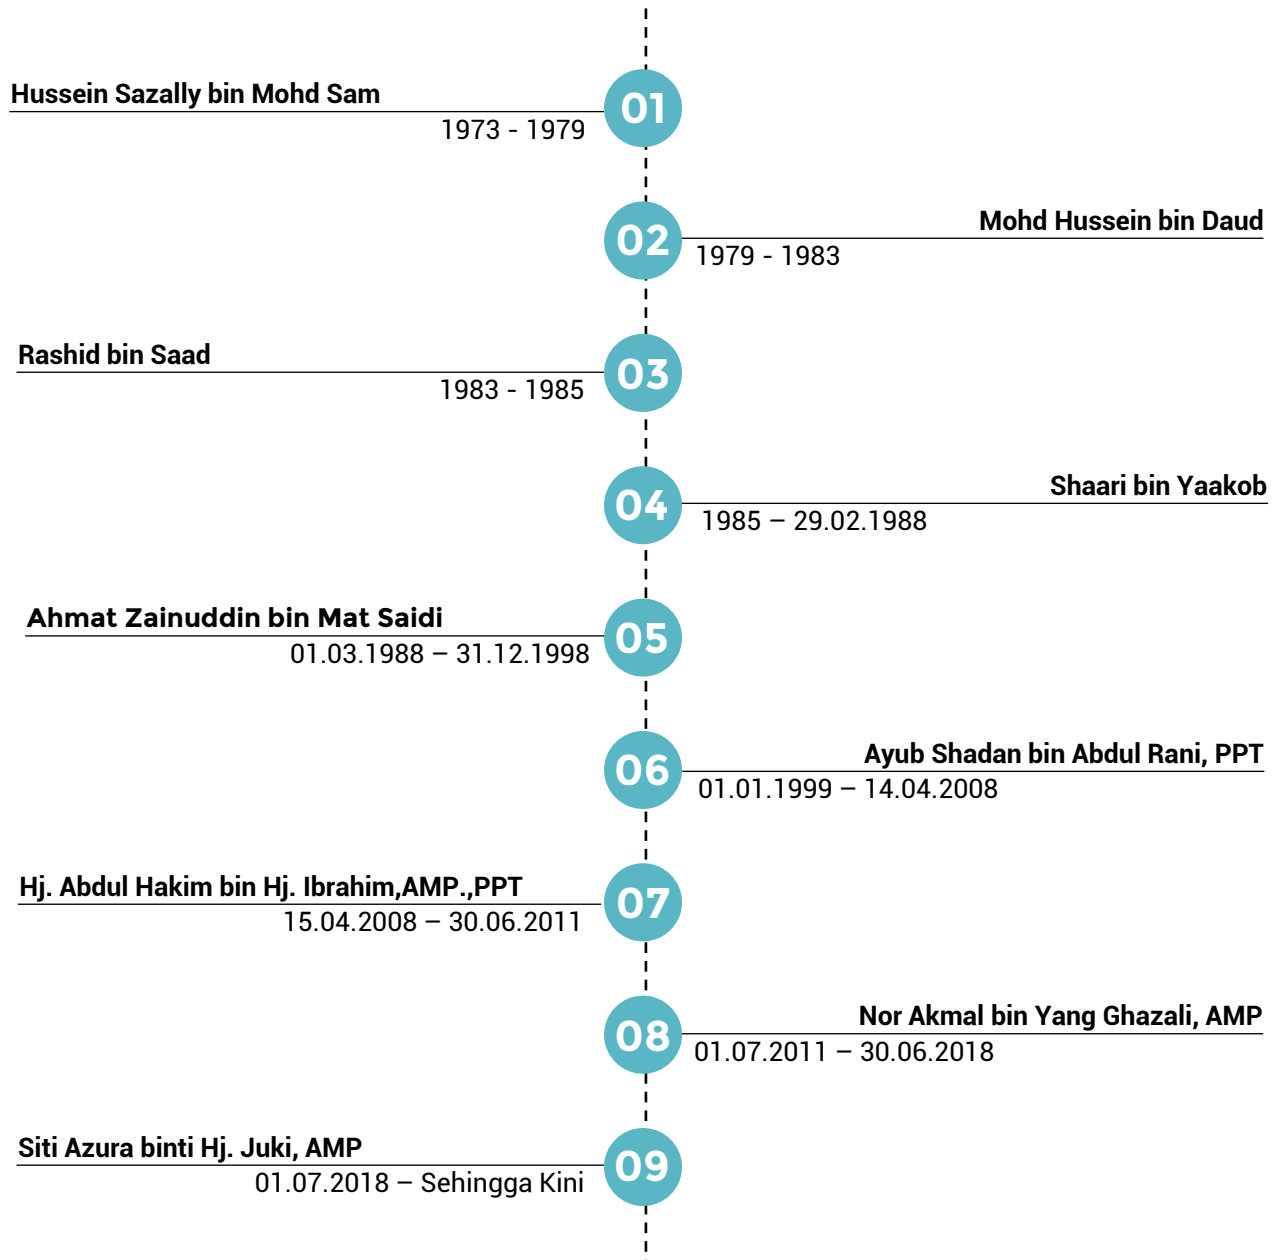 Hussein Sazally bin Mohd Sam
01
1973 - 1979
Mohd Hussein bin Daud
02
1979 - 1983
Rashid bin Saad
03
1983 - 1985
Shaari bin Yaakob
04
1985 – 29.02.1988
Ahmat Zainuddin bin Mat Saidi
05
01.03.1988 – 31.12.1998
Ayub Shadan bin Abdul Rani, PPT
06
01.01.1999 – 14.04.2008
Hj. Abdul Hakim bin Hj. Ibrahim,AMP.,PPT
07
15.04.2008 – 30.06.2011
Nor Akmal bin Yang Ghazali, AMP
08
01.07.2011 – 30.06.2018
Siti Azura binti Hj. Juki, AMP
09
01.07.2018 – Sehingga Kini